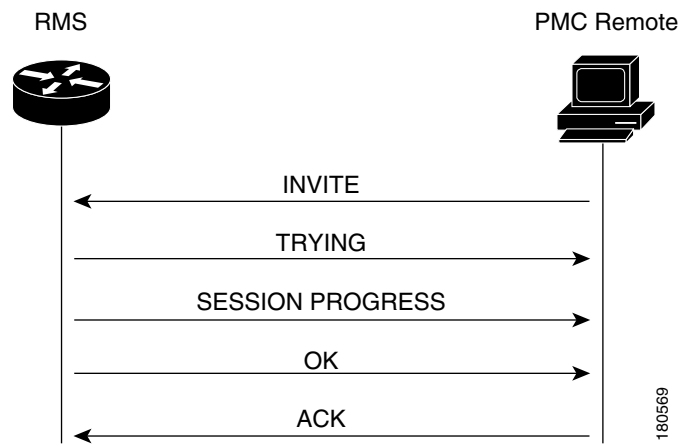 RMS
PMC Remote
INVITE
TRYING
SESSION PROGRESS
OK
ACK
180569